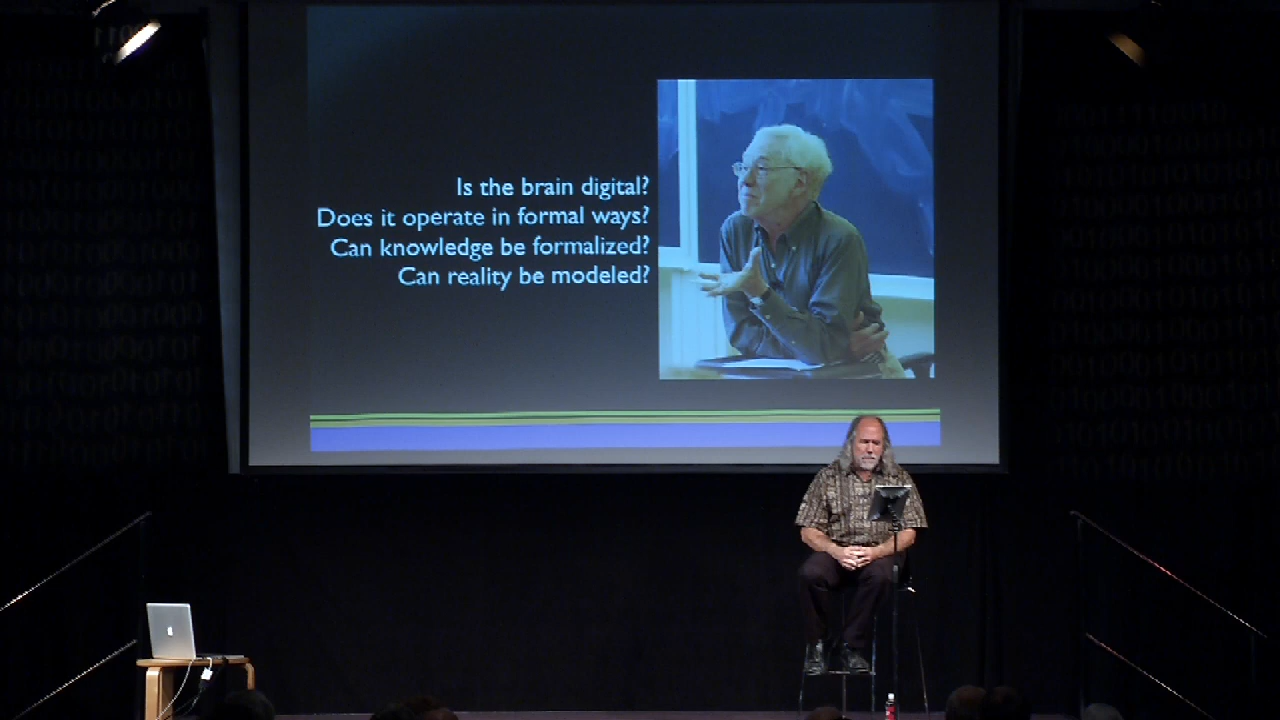 Is the brain digital?
Does it operate in formal ways?
Can knowledge be formalized?
Can reality be modeled?